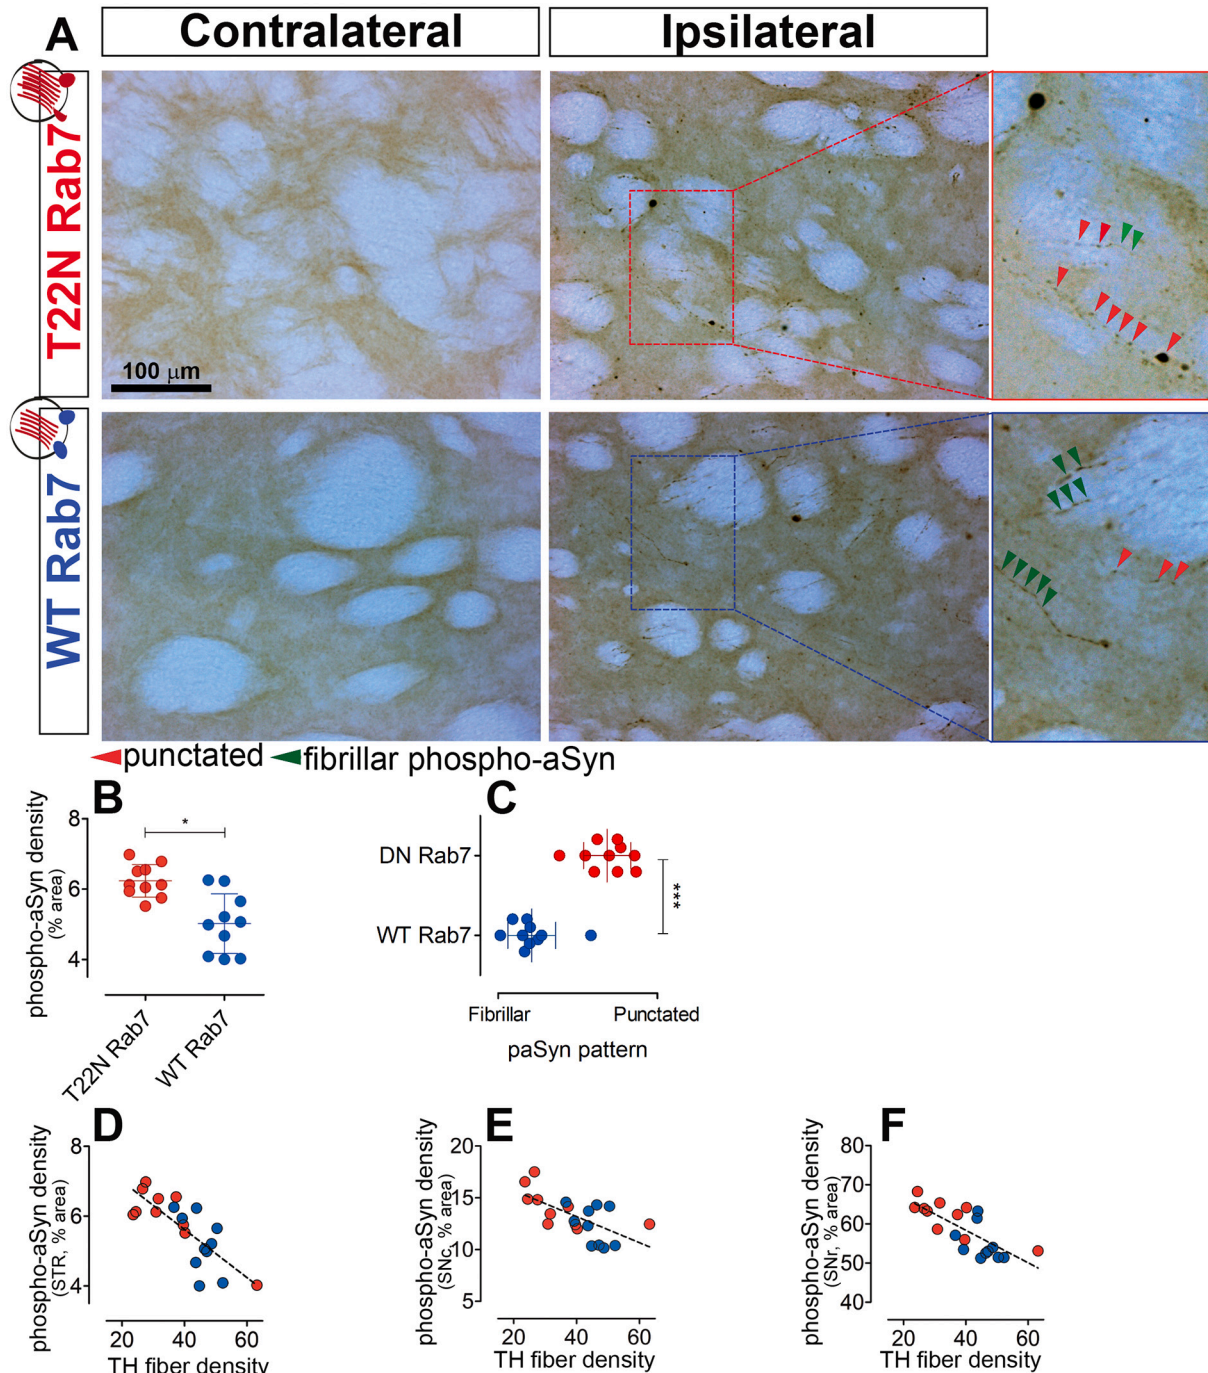 A
Contralateral
Ipsilateral
T22N Rab7
100 μm
WT Rab7
punctated
fibrillar phospho-aSyn
B
phospho-aSyn density
(% area)
8
6
4
*
T22N Rab7
WT Rab7
C
DN Rab7
WT Rab7
***
Fibrillar
Punctated
paSyn pattern
D
phospho-aSyn density
(STR, % area)
8
6
4
20
40
60
TH fiber density
E
phospho-aSyn density
(SNc, % area)
20
15
10
5
20
40
60
TH fiber density
F
phospho-aSyn density
(SNr, % area)
80
70
60
50
40
20
40
60
TH fiber density